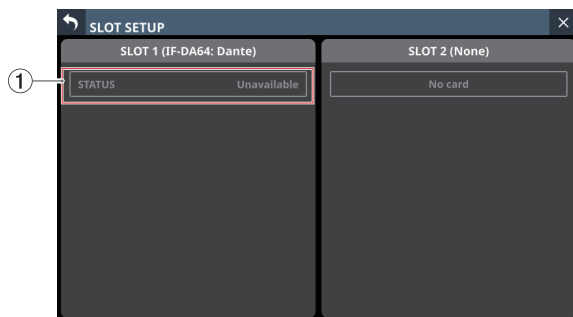 SLOT SETUP
SLOT 1 (IF-DA64: Dante)
SLOT 2 (None)
1
STATUS Unavailable
No card